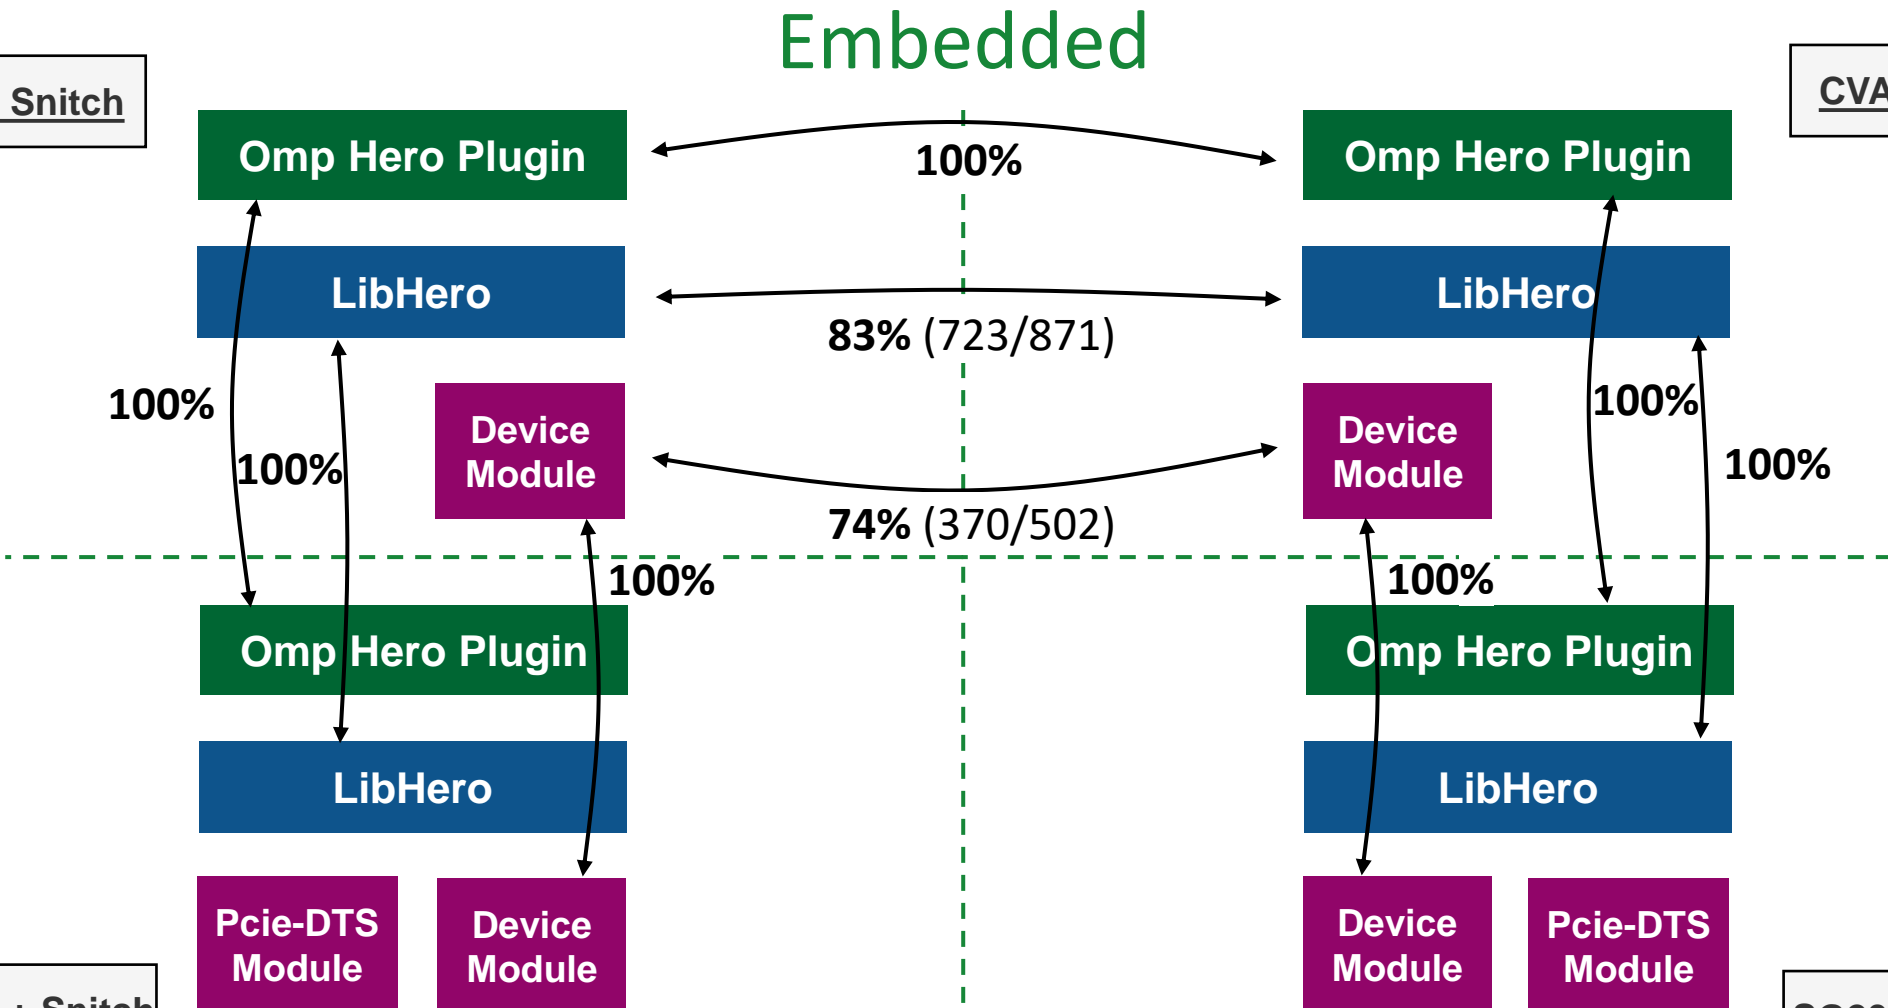 Embedded
Snitch
Omp Hero Plugin
100%
Omp Hero Plugin
LibHero
LibHero
83% (723/871)
100%
Device
Module
Device
Module
100%
100%
100%
74% (370/502)
100%
100%
Omp Hero Plugin
Omp Hero Plugin
LibHero
LibHero
Pcie-DTS
Module
Device
Module
Device
Module
Pcie-DTS
Module
+ Snitch